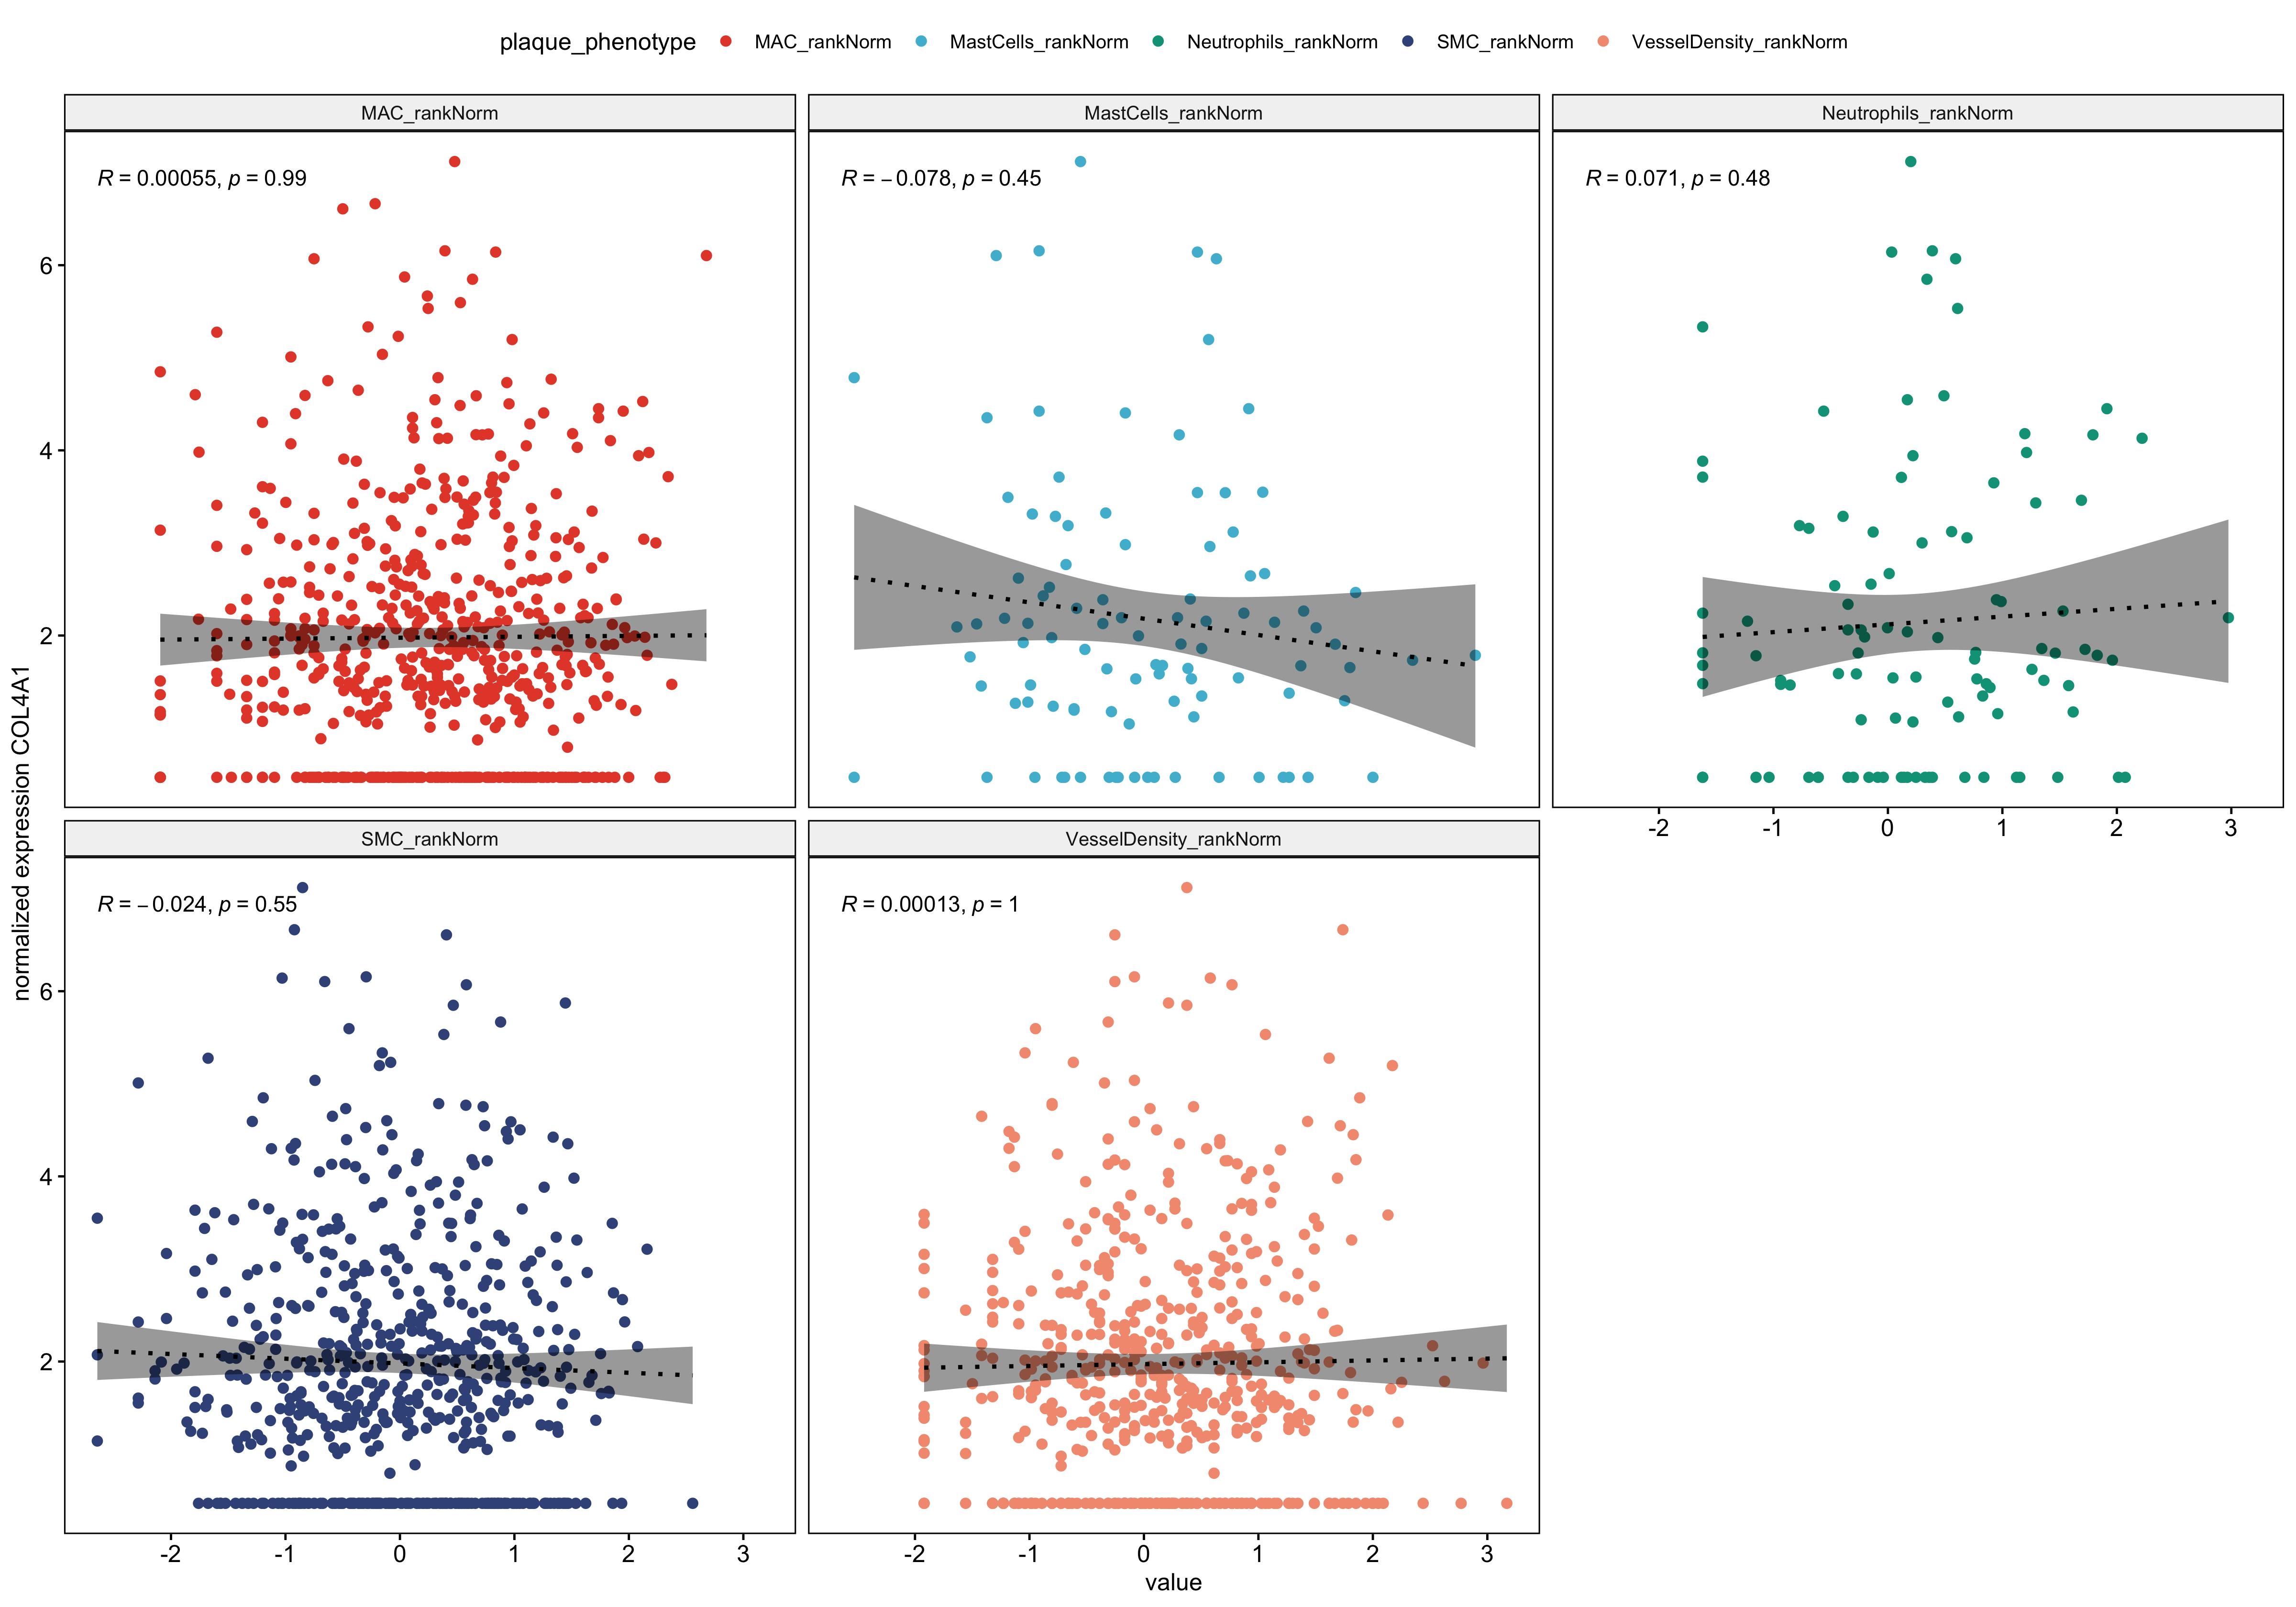 plaque_phenotype MAC_rankNorm MastCells_rankNorm Neutrophils_rankNorm SMC_rankNorm VesselDensity_rankNorm
MAC_rankNorm
MastCells_rankNorm
Neutrophils_rankNorm
R = 0.00055, p = 0.99
R = −0.078, p = 0.45
R = 0.071, p = 0.48
6
4
2
-2 -1 0 1 2 3
SMC_rankNorm
VesselDensity_rankNorm
R = −0.024, p = 0.55
R = 0.00013, p = 1
6
4
2
-2 -1 0 1 2 3
-2 -1 0 1 2 3
value
normalized expression COL4A1